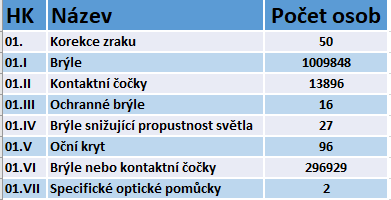 HK Název Počet osob
01. Korekce zraku 50
01.I Brýle 1009848
01.II Kontaktní čočky 13896
01.III Ochranné brýle 16
01.IV Brýle snižující propustnost světla 27
01.V Oční kryt 96
01.VI Brýle nebo kontaktní čočky 296929
01.VII Specifické optické pomůcky 2